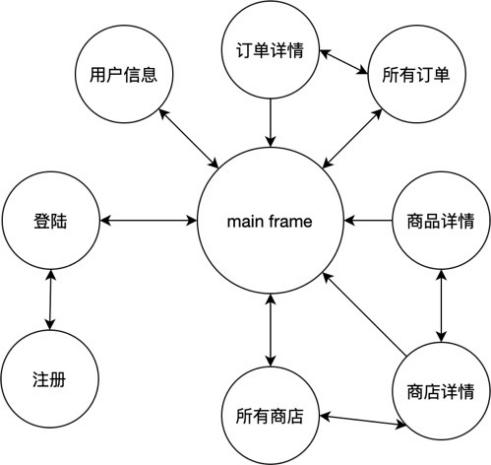 订单详情
用户信息
所有订单
登陆
main frame
商品详情
注册
所有商店
商店详情